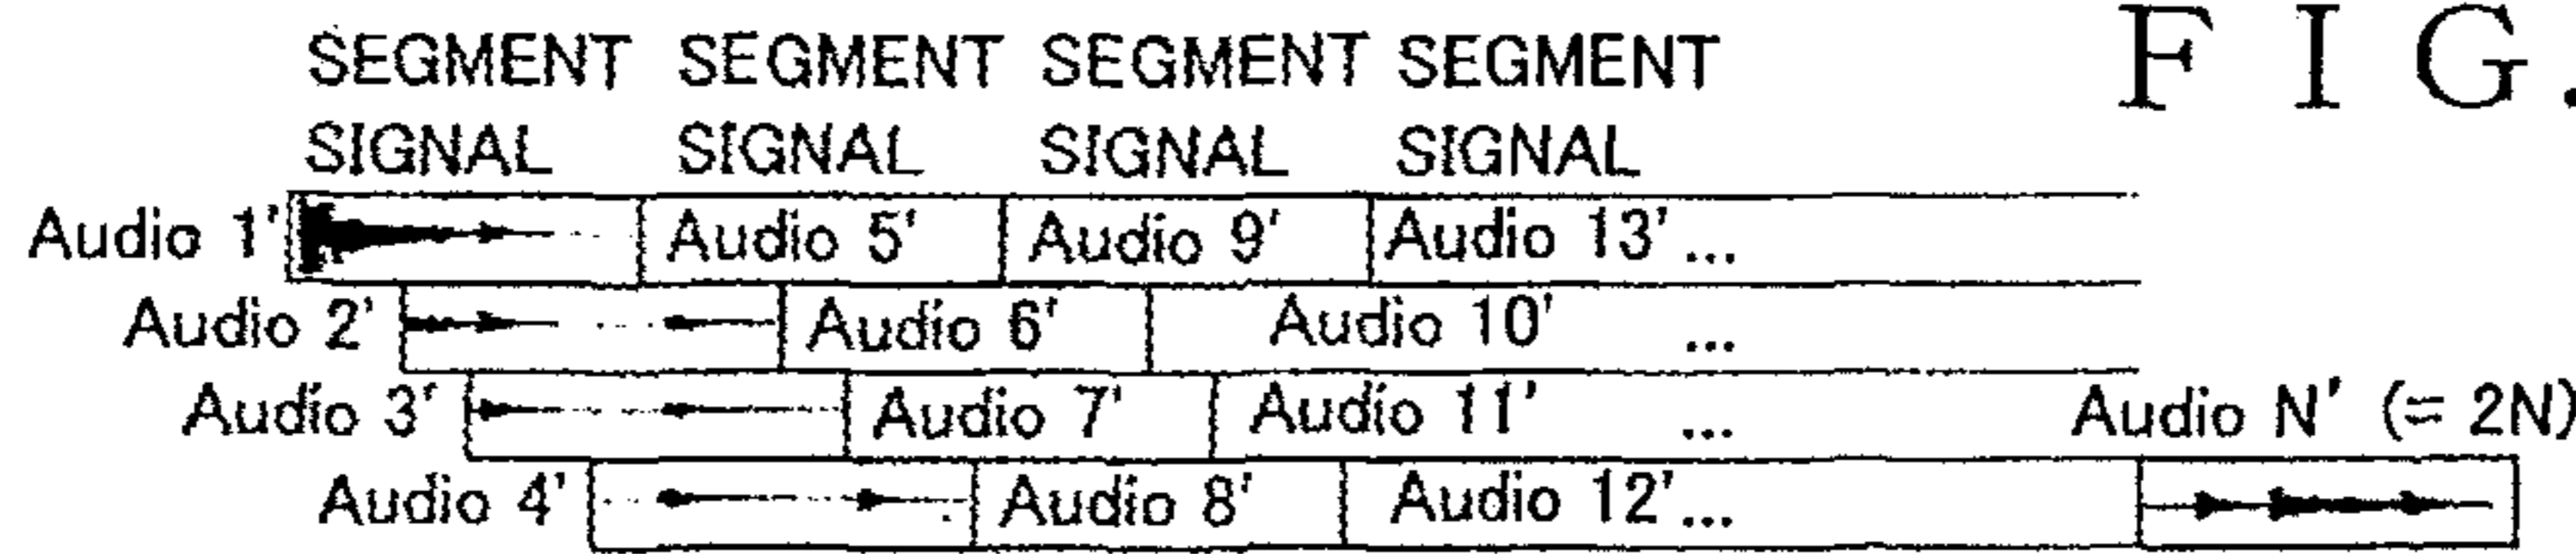 F I G.
SEGMENT SEGMENT SEGMENT SEGMENT
SIGNAL SIGNAL SIGNAL SIGNAL
Audio 1' Audio 5' Audio 9' Audio 13' ...
Audio 2' Audio 6' Audio 10' ...
Audio 3' Audio 7' Audio 11' ... Audio N' (= 2N)
Audio 4' Audio 8' Audio 12' ...